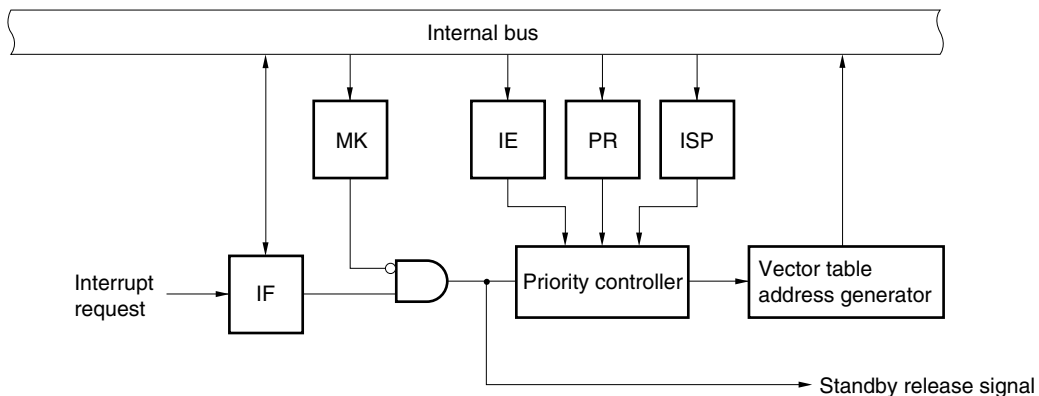 Internal bus
MK
IE
PR
ISP
Interrupt
request
IF
Priority controller
Vector table
address generator
Standby release signal